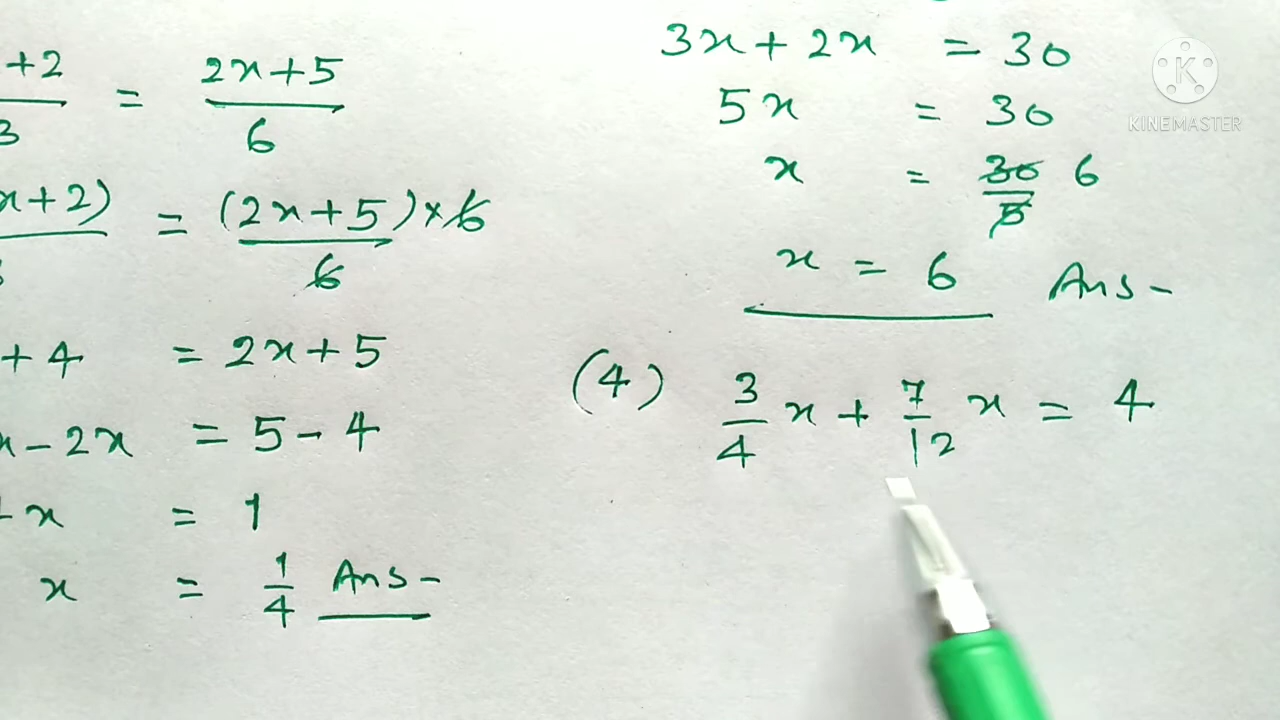 +2/3 = 2x+5/6
x+2) = (2x+5)×6/6
+4 = 2x+5
x-2x = 5-4
x = 1
x = 1/4 Ans-
3x+2x = 30
5x = 30
x = 30/5 6
x = 6 Ans-
(4) 3/4 x + 7/12 x = 4
K
KINEMASTER